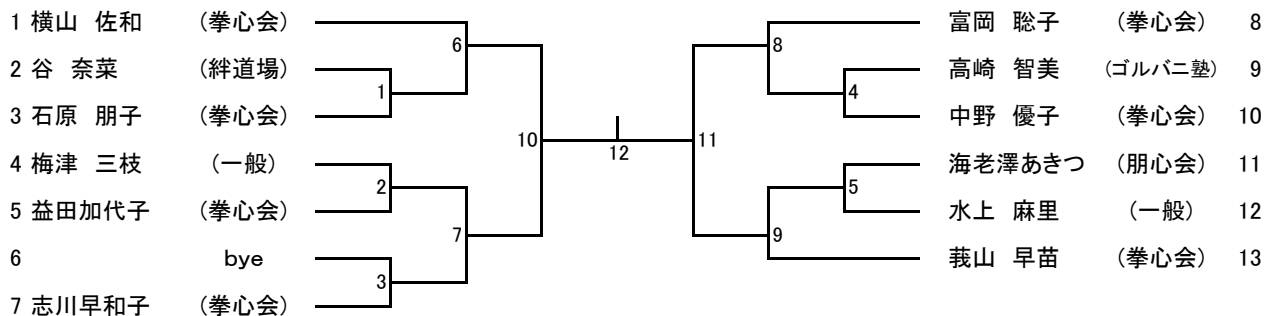 1 横山 佐和 (拳心会)
2 谷 奈菜 (絆道場)
3 石原 朋子 (拳心会)
4 梅津 三枝 (一般)
5 益田加代子 (拳心会)
6 bye
7 志川早和子 (拳心会)
6
1
2
7
3
10
12
11
8
4
5
9
富岡 聡子 (拳心会) 8
高崎 智美 (ゴルバニ塾) 9
中野 優子 (拳心会) 10
海老澤あきつ (朋心会) 11
水上 麻里 (一般) 12
莪山 早苗 (拳心会) 13